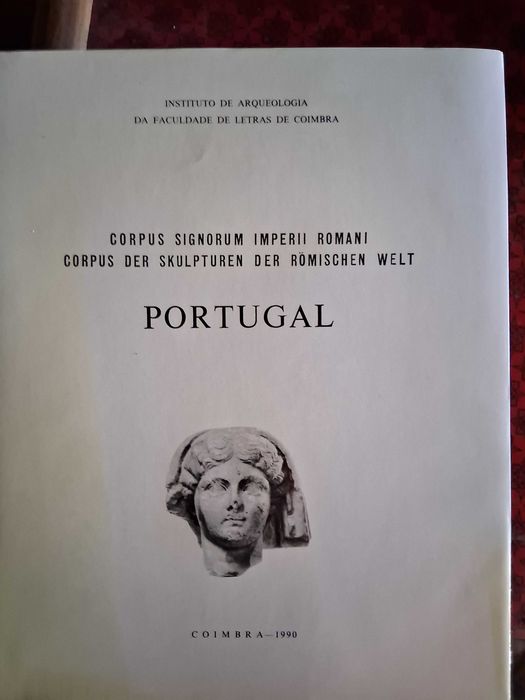 INSTITUTO DE ARQUEOLOGIA
DA FACULDADE DE LETRAS DE COIMBRA
CORPUS SIGNORUM IMPERII ROMANI
CORPUS DER SKULPTUREN DER RÖMISCHEN WELT
PORTUGAL
COIMBRA—1990